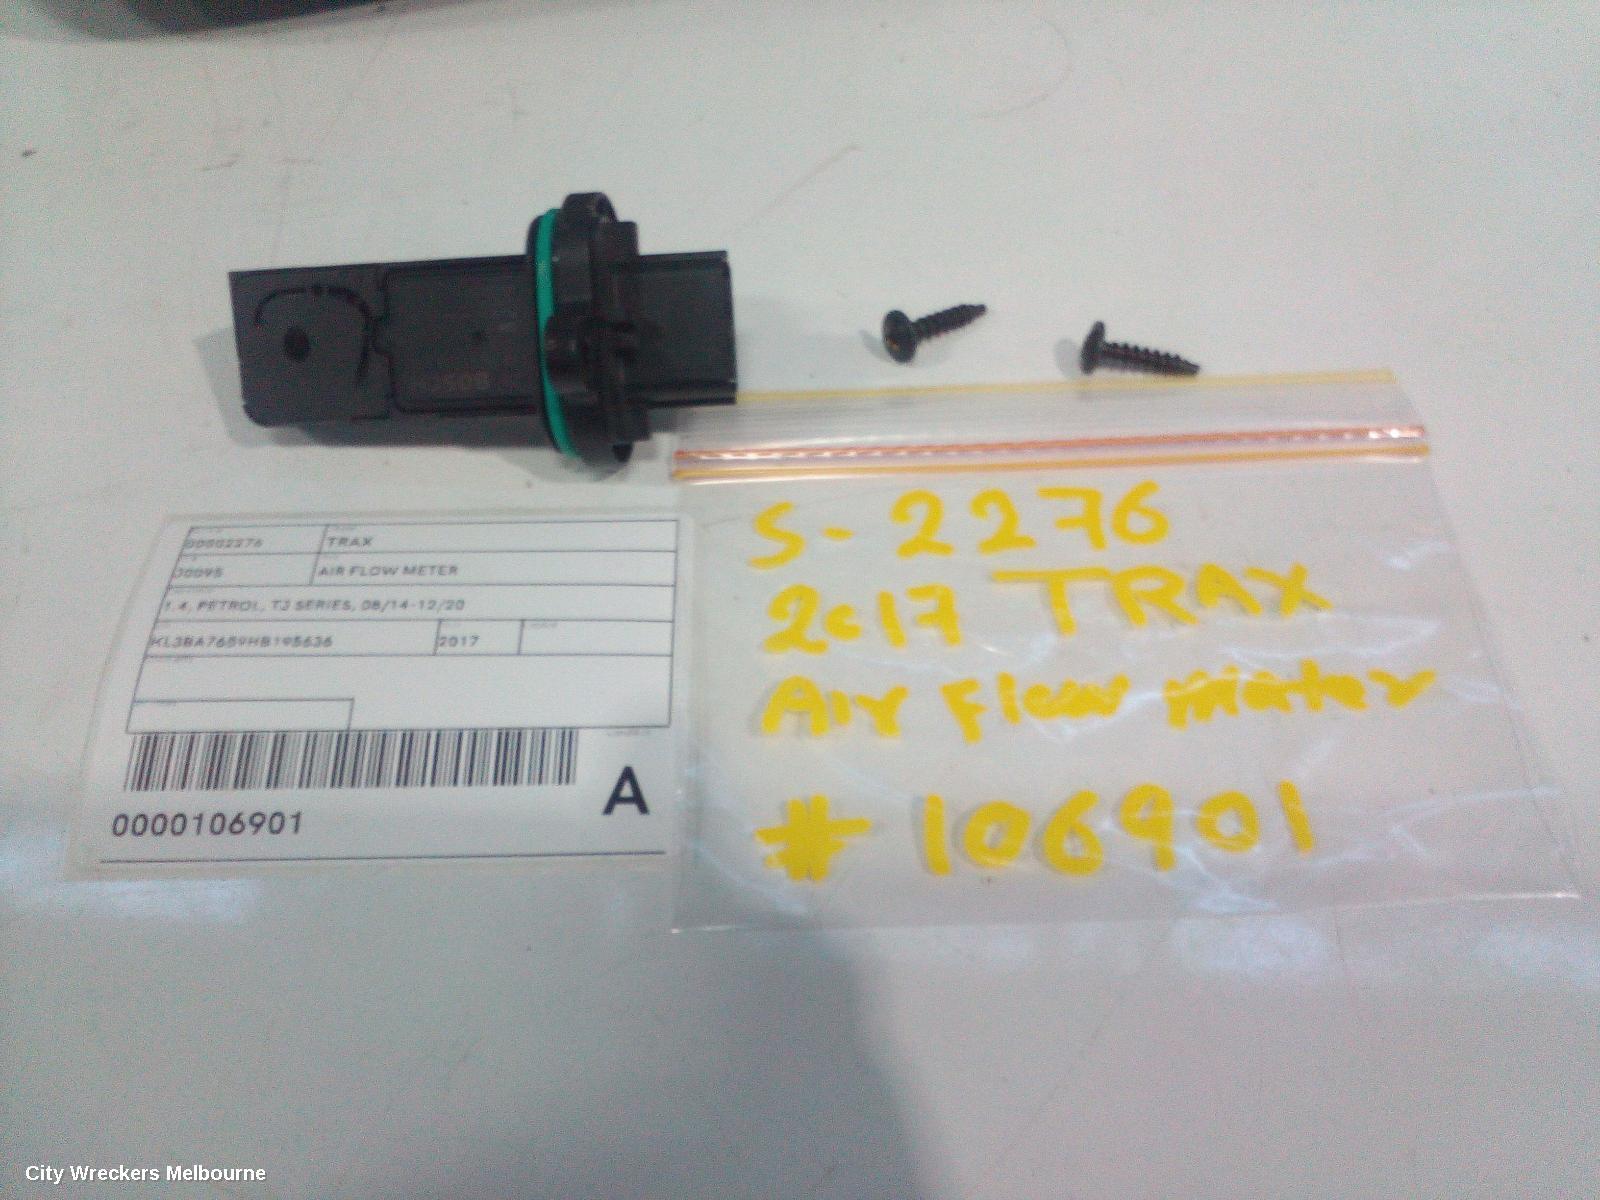 00002276 TRAX
J0095 AIR FLOW METER
1.4, PETROL, TJ SERIES, 08/14-12/20
KL3BA7689HB195636 2017
0000106901
A
S-2276
2017 TRAX
Air Flow meter
# 106901
City Wreckers Melbourne